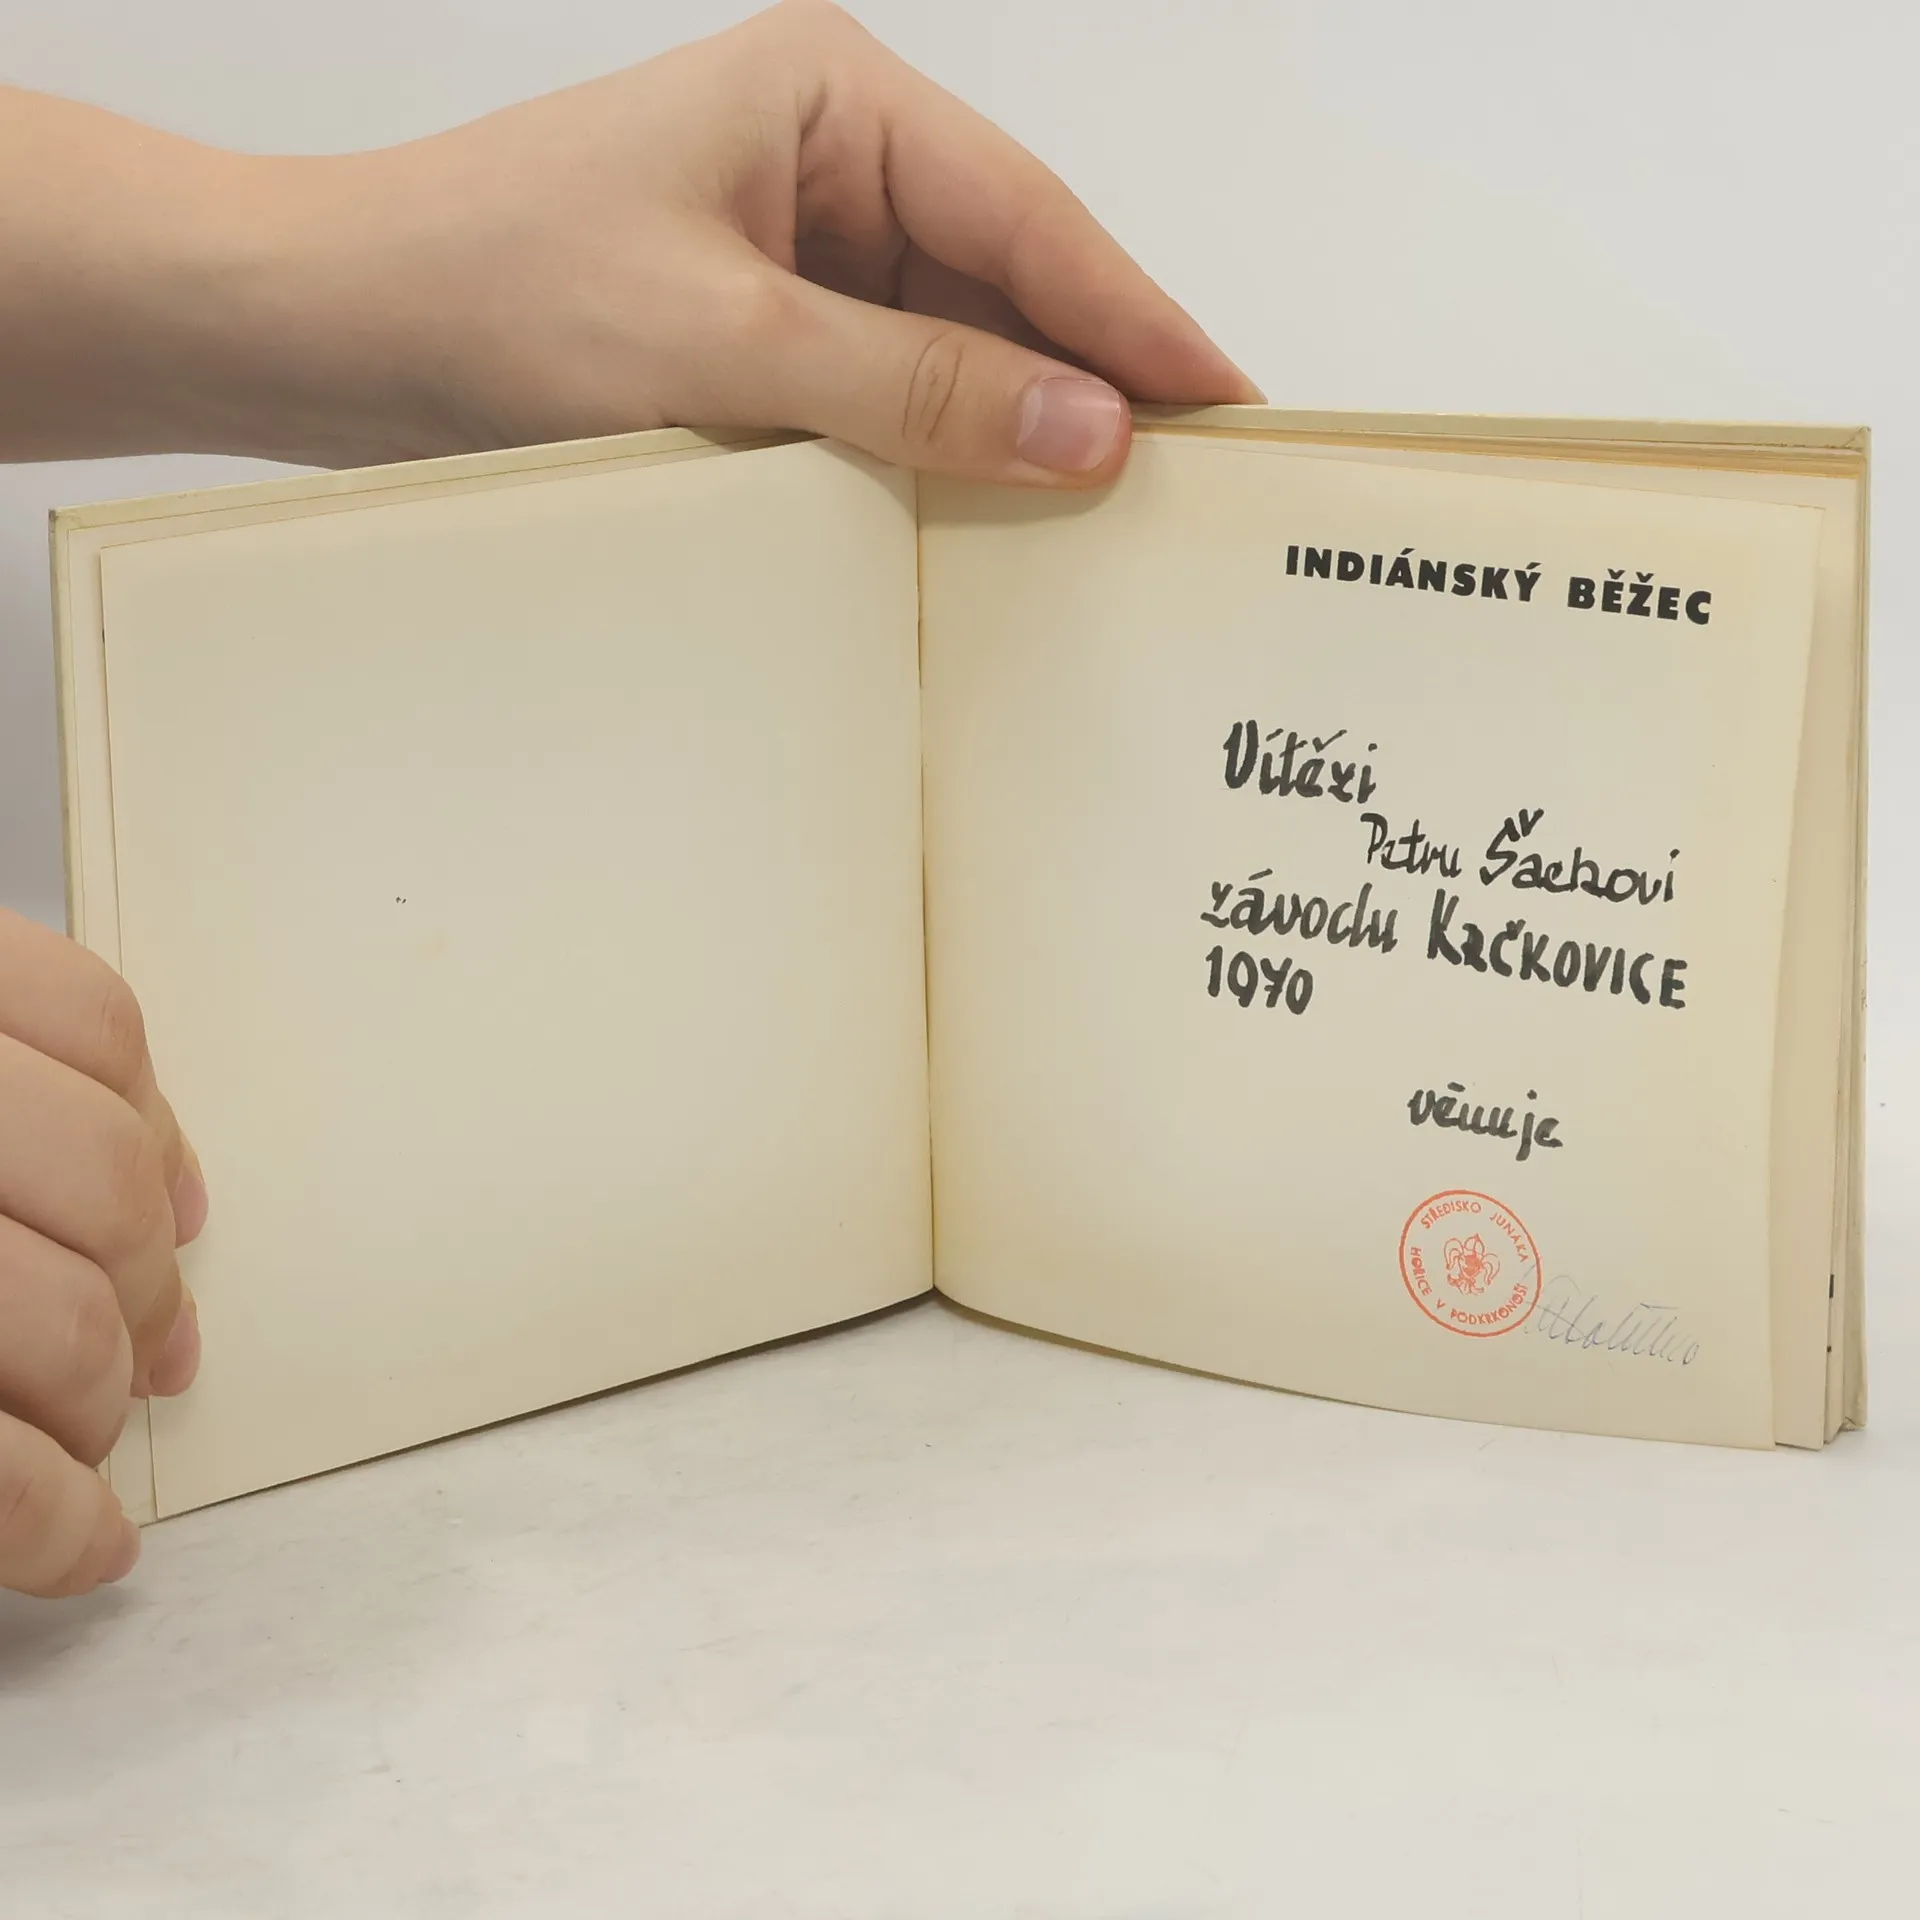 INDIÁNSKÝ BĚŽEC
Vítězi
Petru Šachovi
závodu KAČKOVICE
1970
věnuje
STŘEDISKO JUNÁKA
HOŘICE V PODKRKONOŠÍ